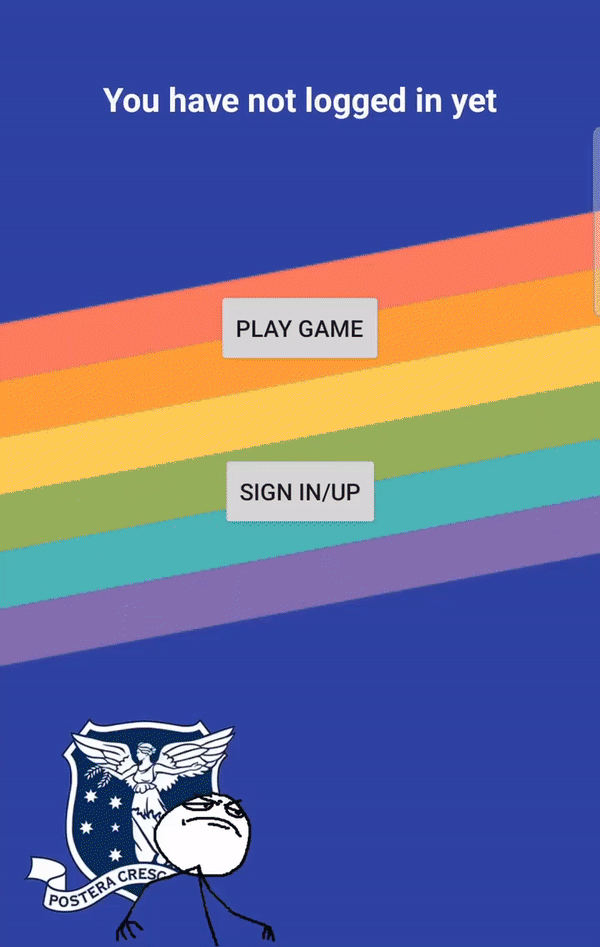 You have not logged in yet
PLAY GAME
SIGN IN/UP
POSTERA CRESC